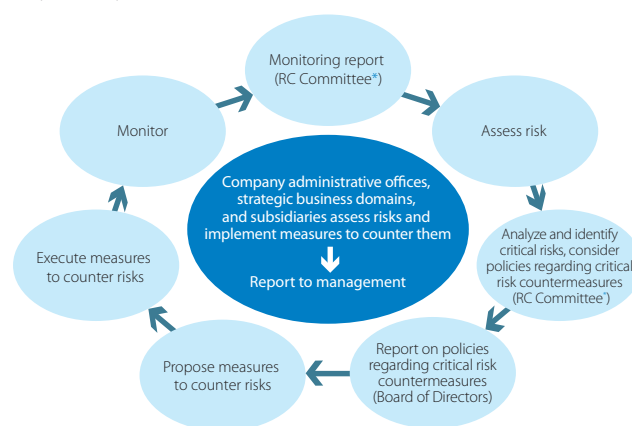 Monitoring report
(RC Committee*)
Assess risk
Analyze and identify
critical risks, consider
policies regarding critical
risk countermeasures
(RC Committee*)
Report on policies
regarding critical risk
countermeasures
(Board of Directors)
Propose measures
to counter risks
Execute measures
to counter risks
Monitor
Company administrative offices,
strategic business domains,
and subsidiaries assess risks and
implement measures to counter them
Report to management